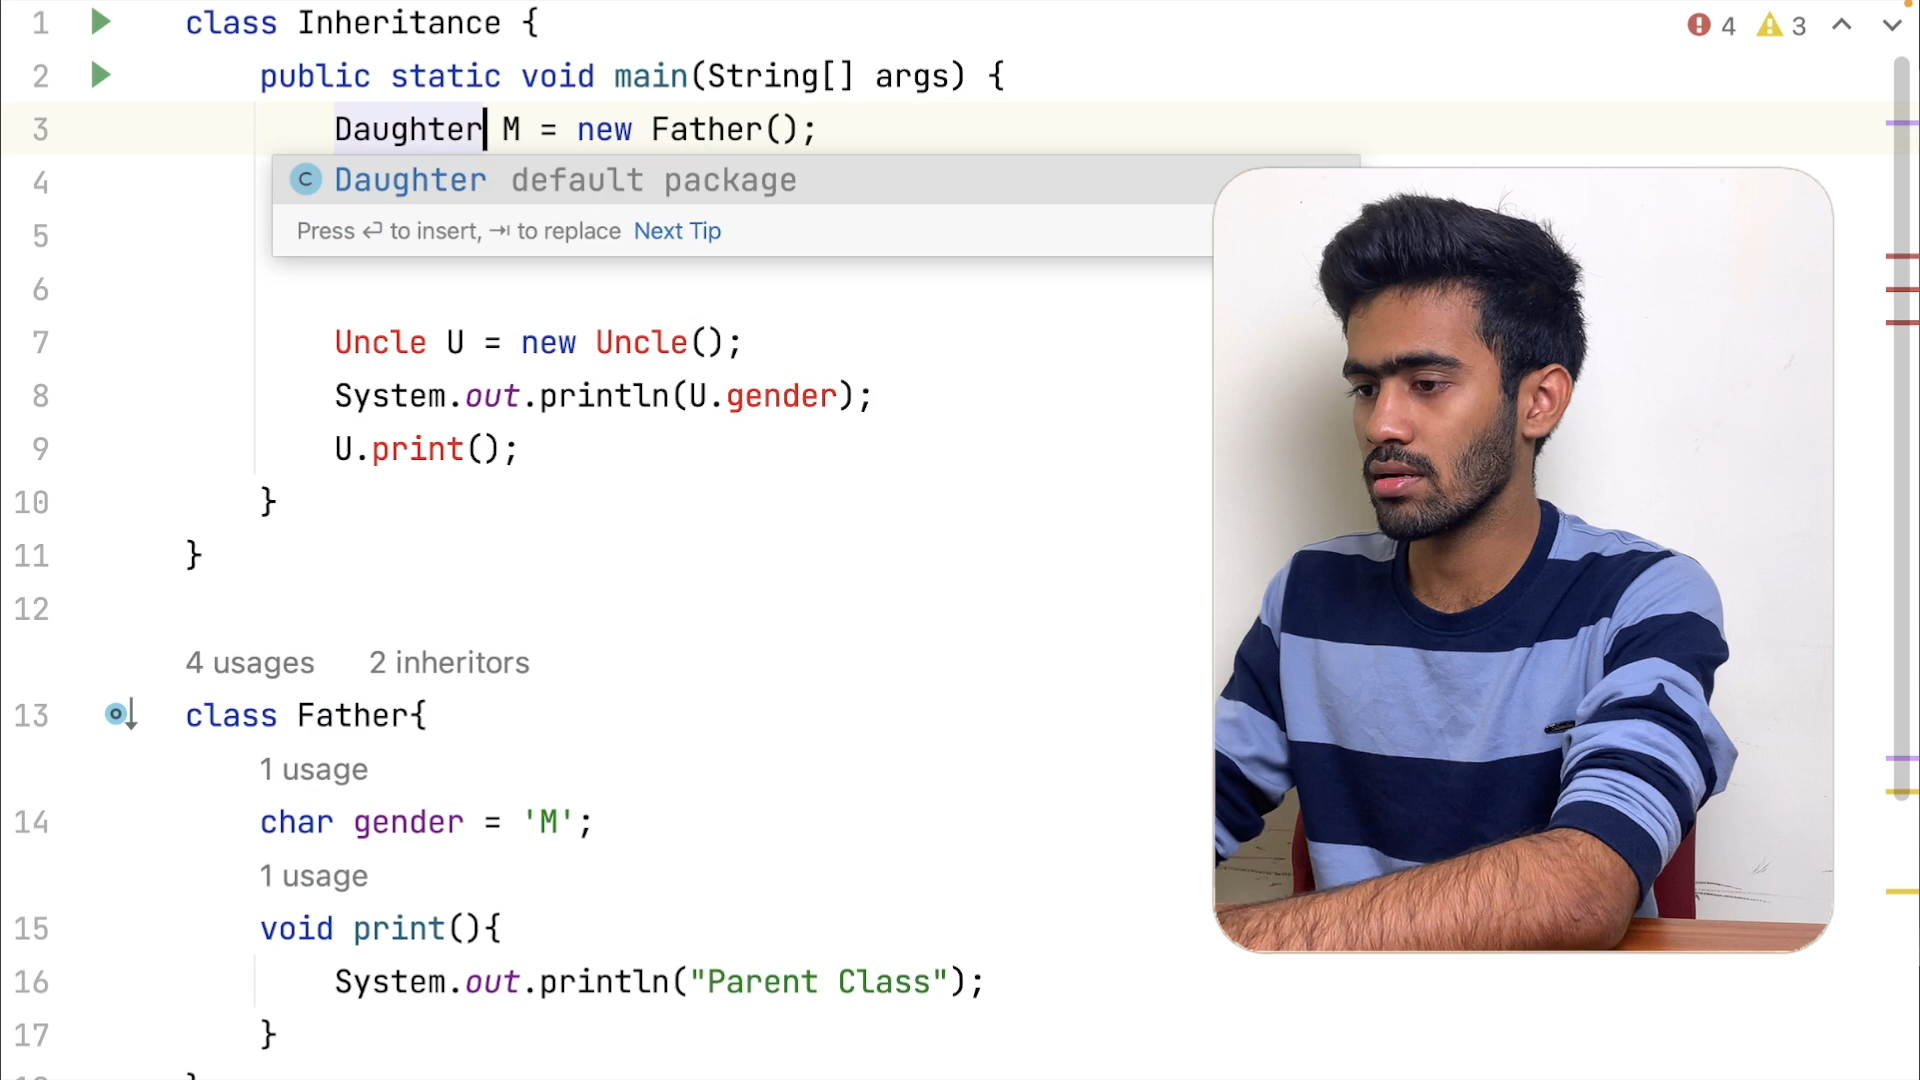 1 class Inheritance {
4 3
2 public static void main(String[] args) {
3 Daughter M = new Father();
4 C Daughter default package
5 Press ⏎ to insert, ⇥ to replace Next Tip
6
7 Uncle U = new Uncle();
8 System.out.println(U.gender);
9 U.print();
10 }
11 }
12
4 usages 2 inheritors
13 class Father{
1 usage
14 char gender = 'M';
1 usage
15 void print(){
16 System.out.println("Parent Class");
17 }